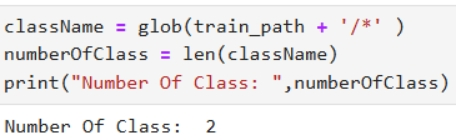 className = glob(train_path + '/*' )
numberOfClass = len(className)
print("Number Of Class: ",numberOfClass)
Number Of Class:  2